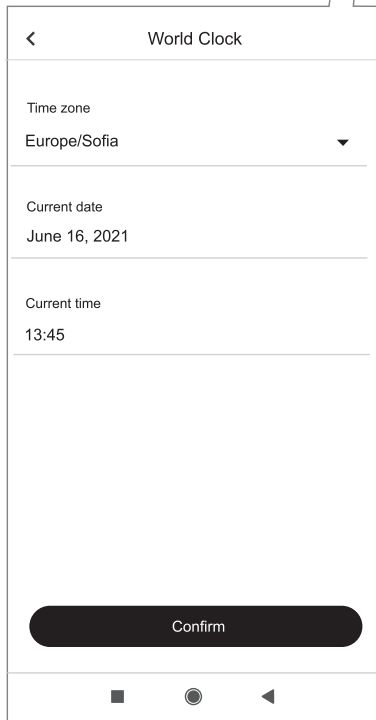 World Clock
Time zone
Europe/Sofia
Current date
June 16, 2021
Current time
13:45
Confirm